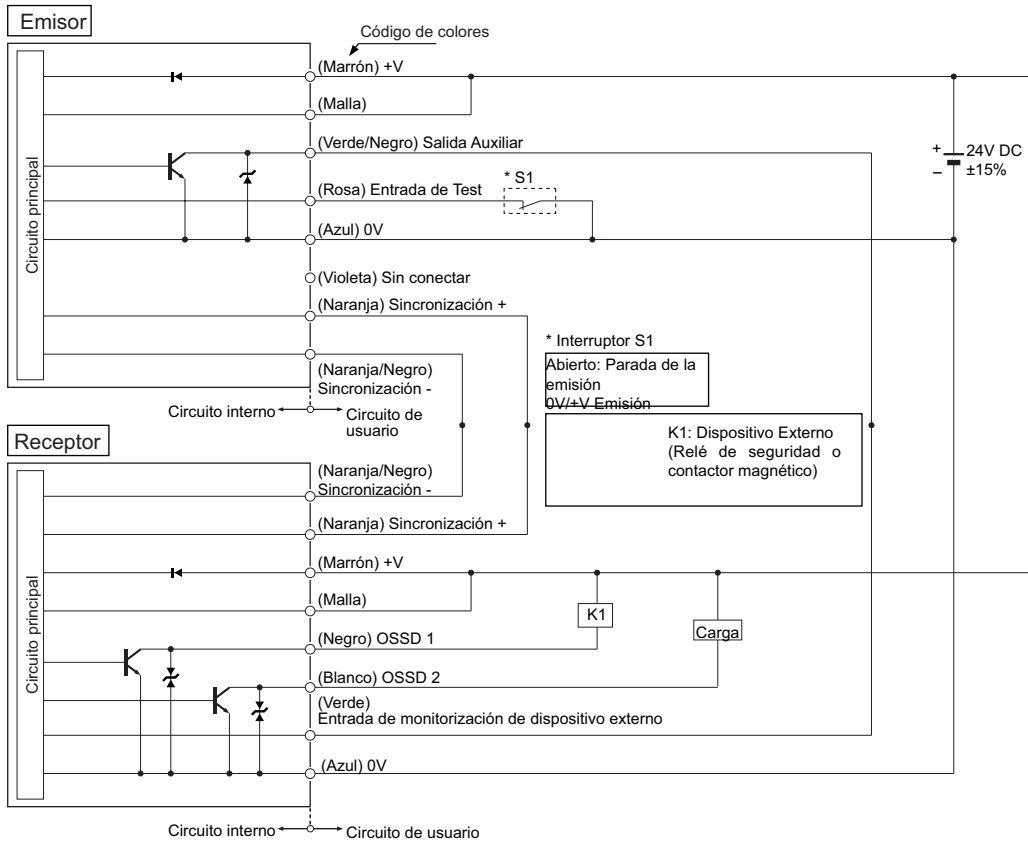 Emisor
Código de colores
(Marrón) +V
(Malla)
(Verde/Negro) Salida Auxiliar
* S1
(Rosa) Entrada de Test
(Azul) 0V
(Violeta) Sin conectar
(Naranja) Sincronización +
(Naranja/Negro)
Sincronización -
Circuito principal
+
−
24V DC
±15%
* Interruptor S1
Abierto: Parada de la
emisión
0V/+V Emisión
Circuito interno
Circuito de
usuario
K1: Dispositivo Externo
(Relé de seguridad o
contactor magnético)
Receptor
(Naranja/Negro)
Sincronización -
(Naranja) Sincronización +
(Marrón) +V
(Malla)
K1
Carga
(Negro) OSSD 1
(Blanco) OSSD 2
(Verde)
Entrada de monitorización de dispositivo externo
(Azul) 0V
Circuito principal
Circuito interno
Circuito de usuario